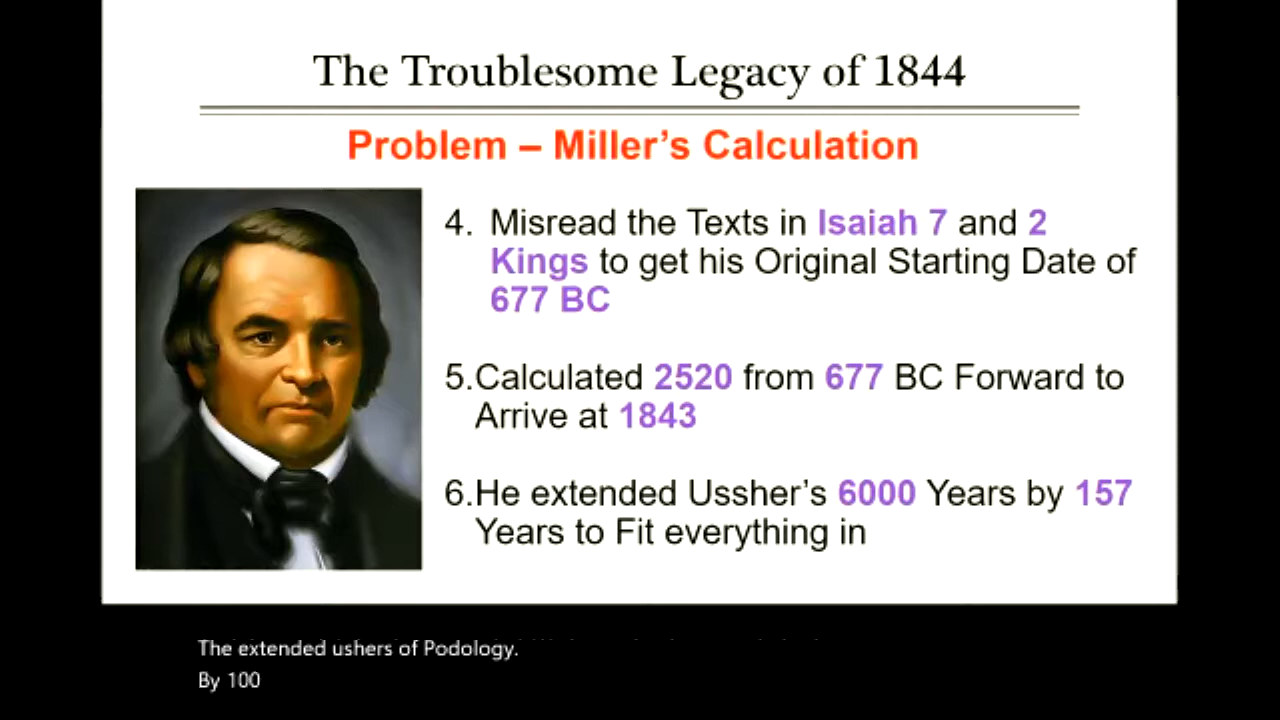 The Troublesome Legacy of 1844
Problem – Miller's Calculation
4. Misread the Texts in Isaiah 7 and 2
Kings to get his Original Starting Date of
677 BC
5.Calculated 2520 from 677 BC Forward to
Arrive at 1843
6.He extended Ussher's 6000 Years by 157
Years to Fit everything in
The extended ushers of Podology.
By 100